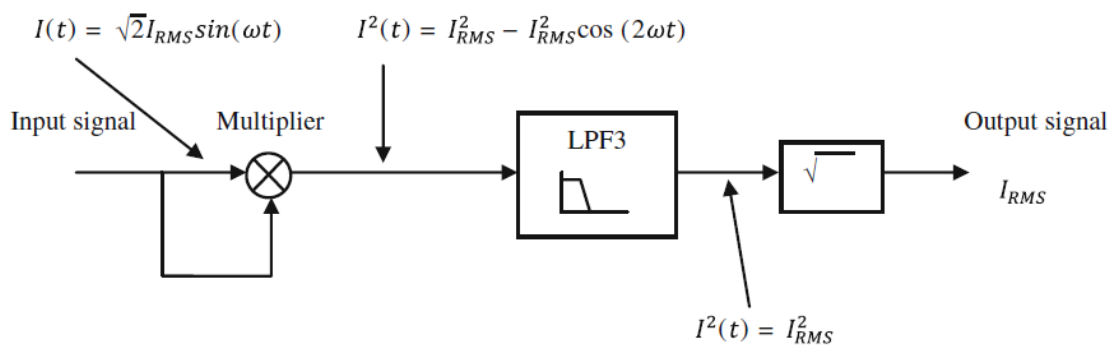 I(t) = √2I_RMS sin(ωt)
I²(t) = I²_RMS − I²_RMS cos (2ωt)
Input signal
Multiplier
Output signal
LPF3
√
I_RMS
I²(t) = I²_RMS